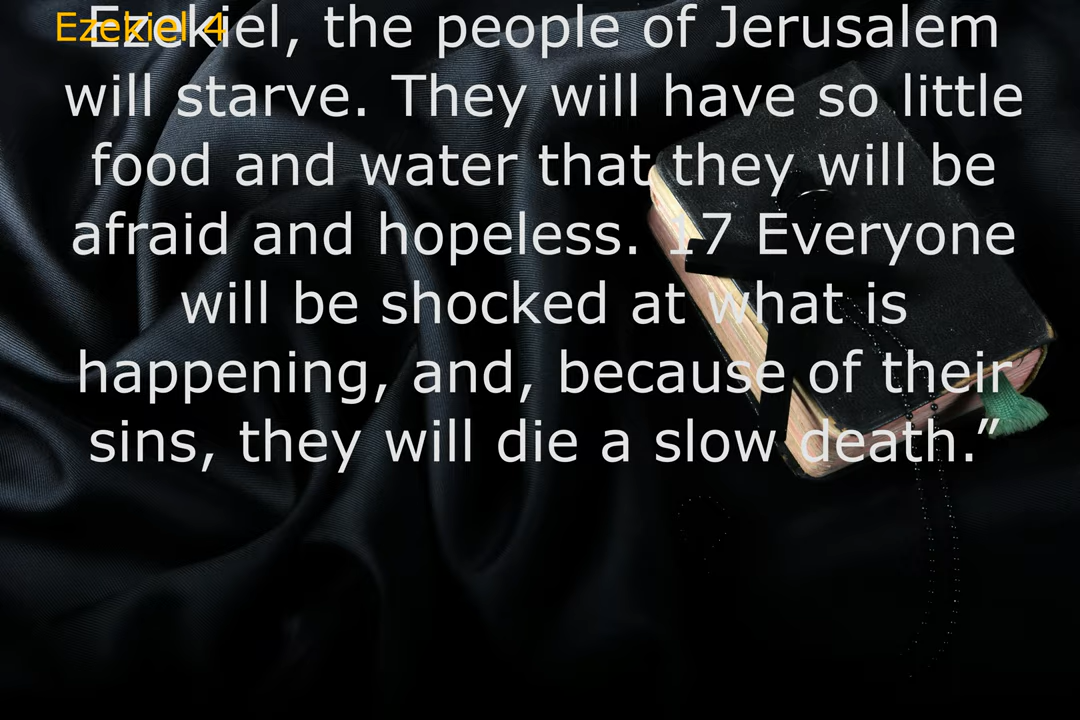 Ezekiel 4
Ezekiel, the people of Jerusalem
will starve. They will have so little
food and water that they will be
afraid and hopeless. 17 Everyone
will be shocked at what is
happening, and, because of their
sins, they will die a slow death.”